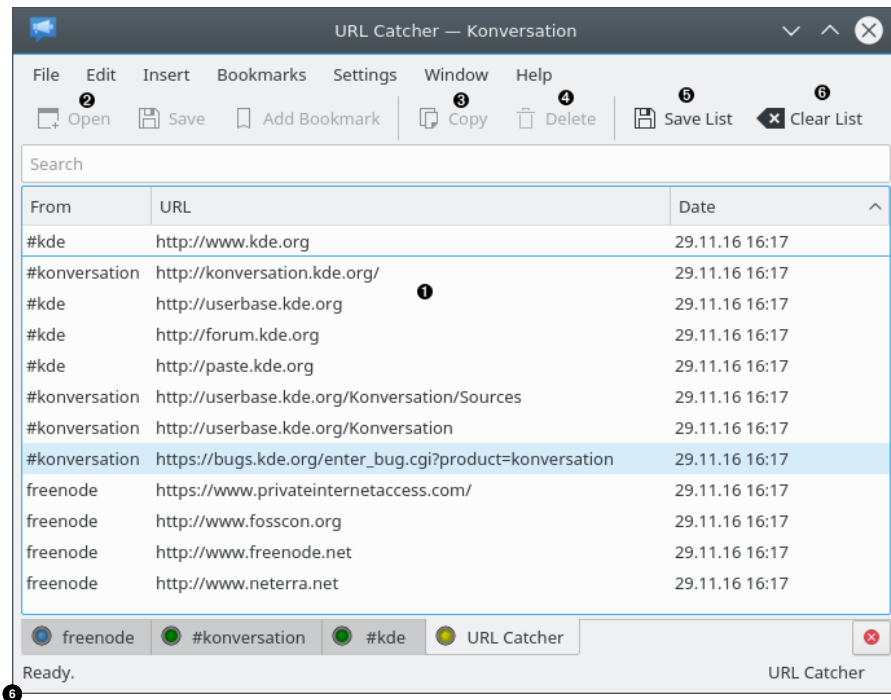 URL Catcher — Konversation
File Edit Insert Bookmarks Settings Window Help
❷ ❸ ❹ ❺ ❻
Open Save Add Bookmark Copy Delete Save List Clear List
Search
From URL Date
#kde http://www.kde.org 29.11.16 16:17
#konversation http://konversation.kde.org/ 29.11.16 16:17
❶
#kde http://userbase.kde.org 29.11.16 16:17
#kde http://forum.kde.org 29.11.16 16:17
#kde http://paste.kde.org 29.11.16 16:17
#konversation http://userbase.kde.org/Konversation/Sources 29.11.16 16:17
#konversation http://userbase.kde.org/Konversation 29.11.16 16:17
#konversation https://bugs.kde.org/enter_bug.cgi?product=konversation 29.11.16 16:17
freenode https://www.privateinternetaccess.com/ 29.11.16 16:17
freenode http://www.fosscon.org 29.11.16 16:17
freenode http://www.freenode.net 29.11.16 16:17
freenode http://www.neterra.net 29.11.16 16:17
freenode #konversation #kde URL Catcher
Ready. URL Catcher
❻